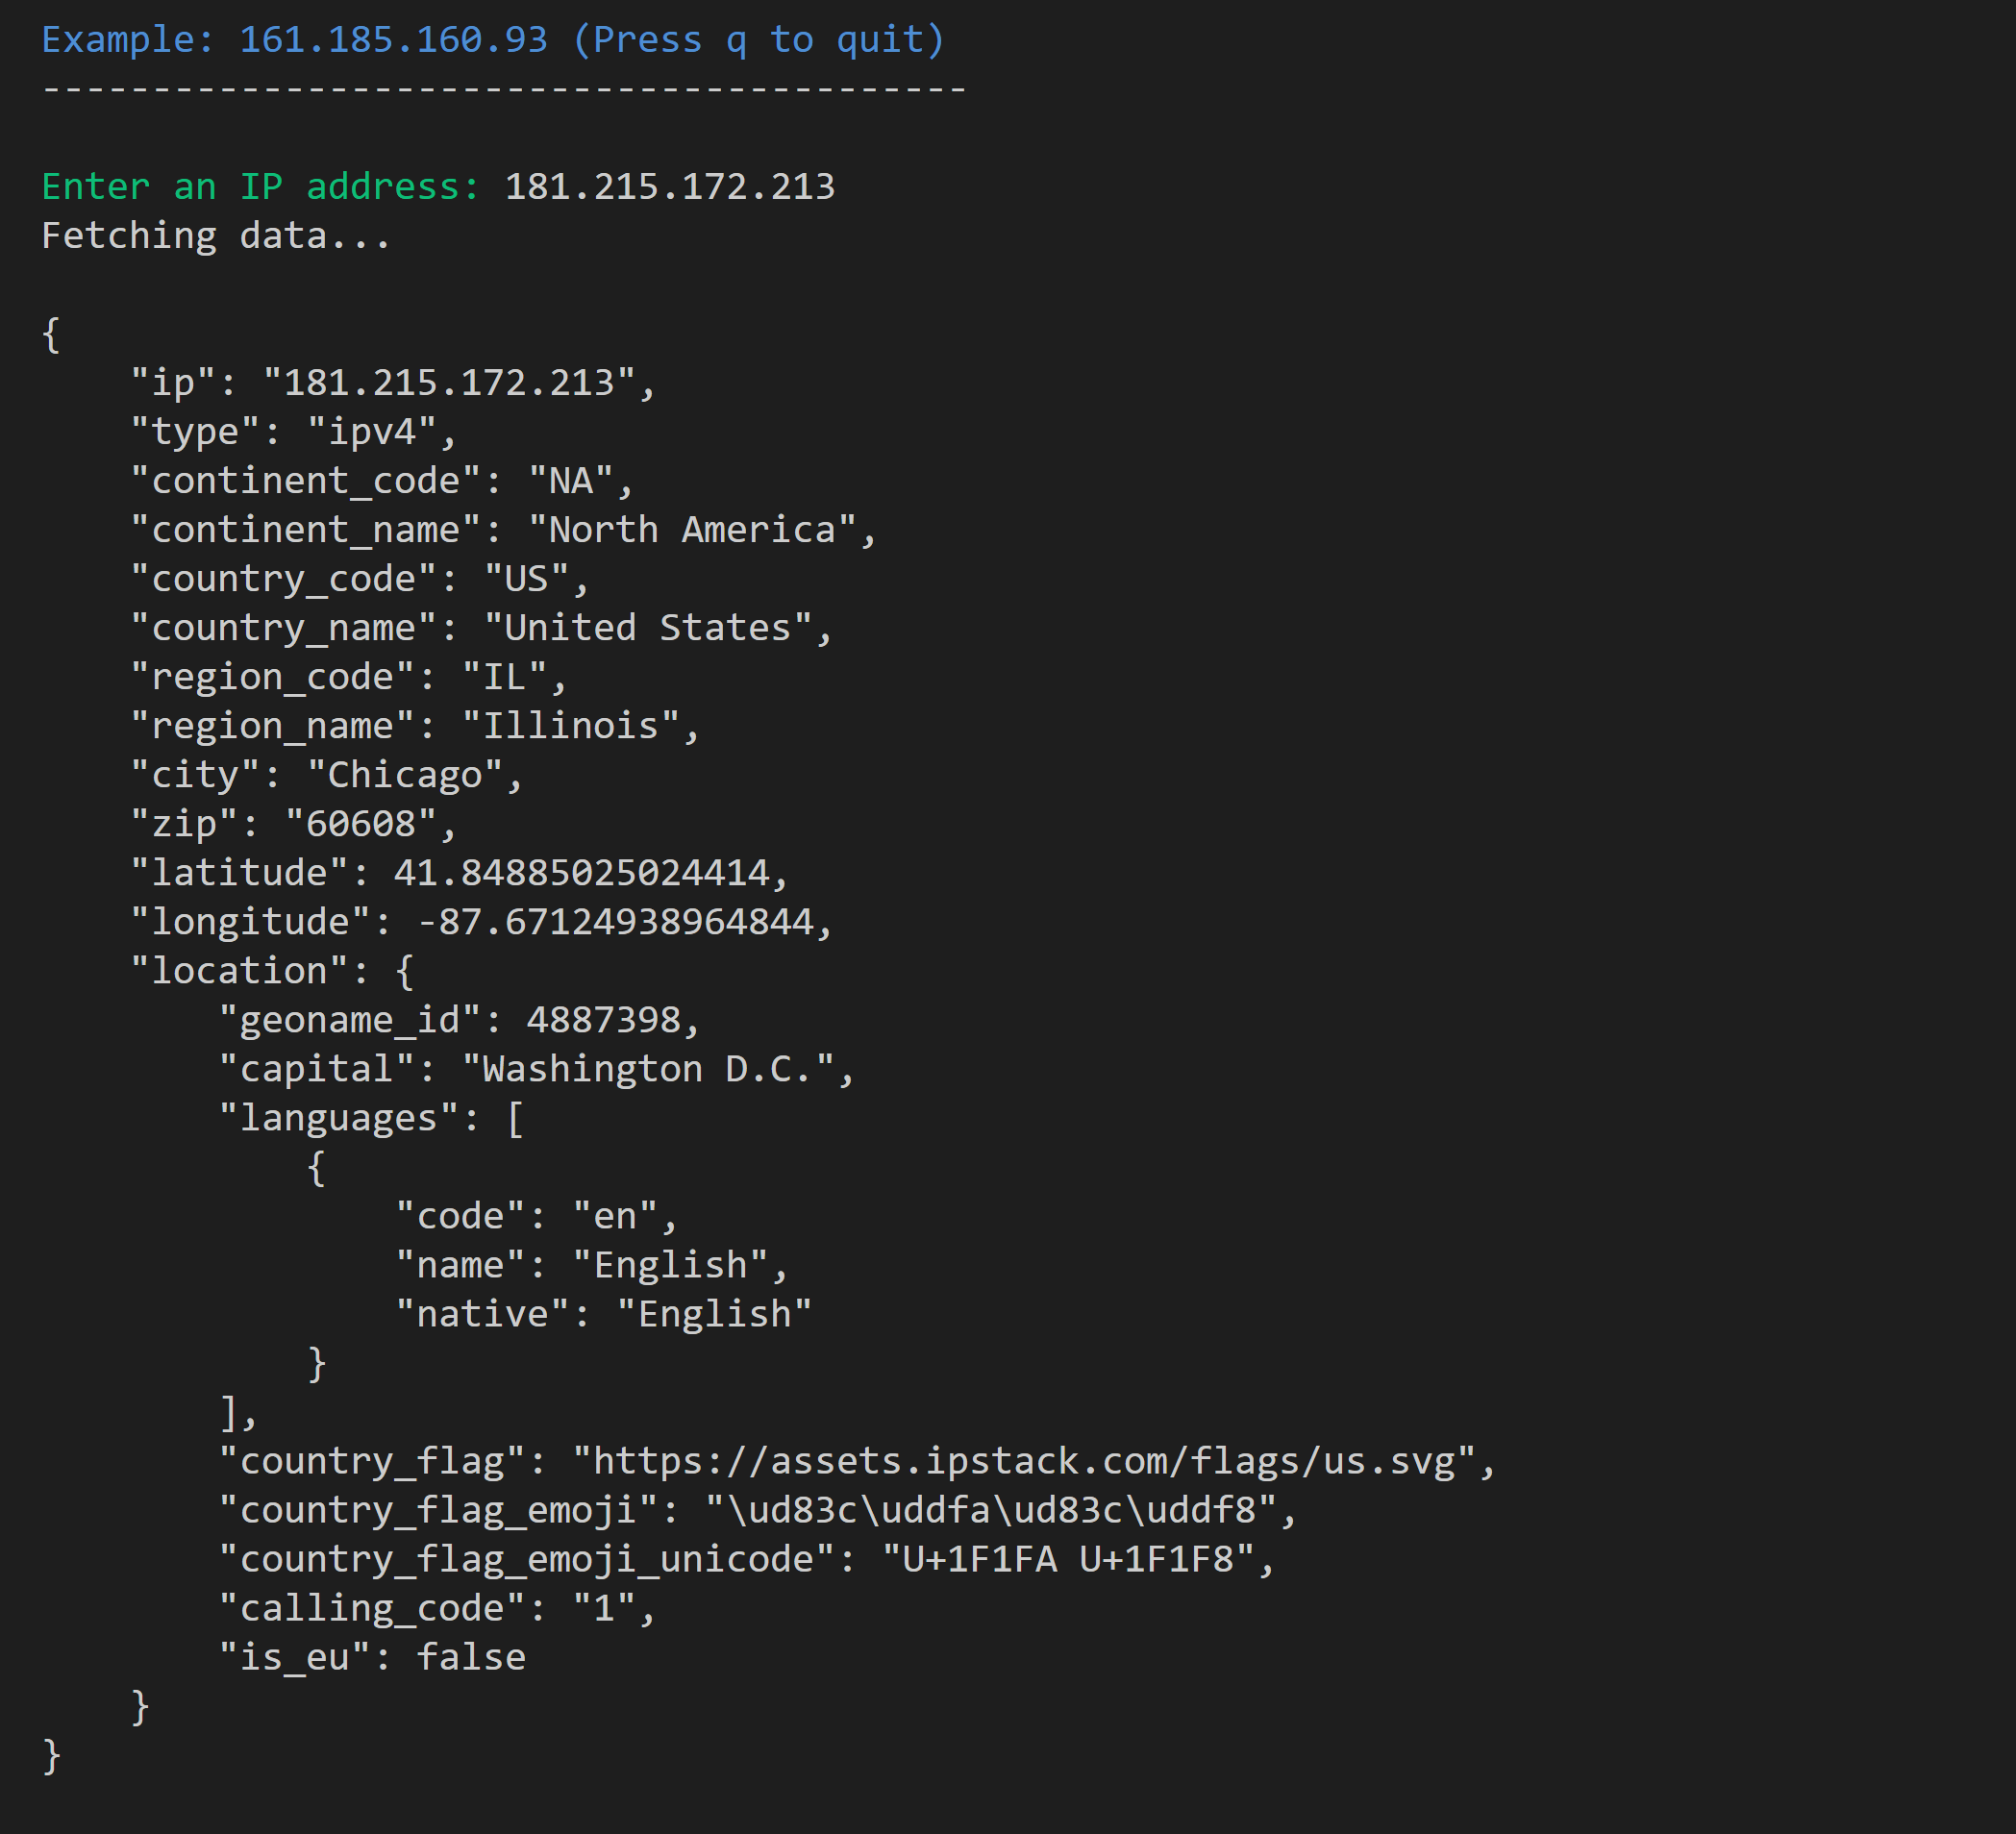 Example: 161.185.160.93 (Press q to quit)
------------------------------------------

Enter an IP address: 181.215.172.213
Fetching data...

{
    "ip": "181.215.172.213",
    "type": "ipv4",
    "continent_code": "NA",
    "continent_name": "North America",
    "country_code": "US",
    "country_name": "United States",
    "region_code": "IL",
    "region_name": "Illinois",
    "city": "Chicago",
    "zip": "60608",
    "latitude": 41.84885025024414,
    "longitude": -87.67124938964844,
    "location": {
        "geoname_id": 4887398,
        "capital": "Washington D.C.",
        "languages": [
            {
                "code": "en",
                "name": "English",
                "native": "English"
            }
        ],
        "country_flag": "https://assets.ipstack.com/flags/us.svg",
        "country_flag_emoji": "\ud83c\uddfa\ud83c\uddf8",
        "country_flag_emoji_unicode": "U+1F1FA U+1F1F8",
        "calling_code": "1",
        "is_eu": false
    }
}